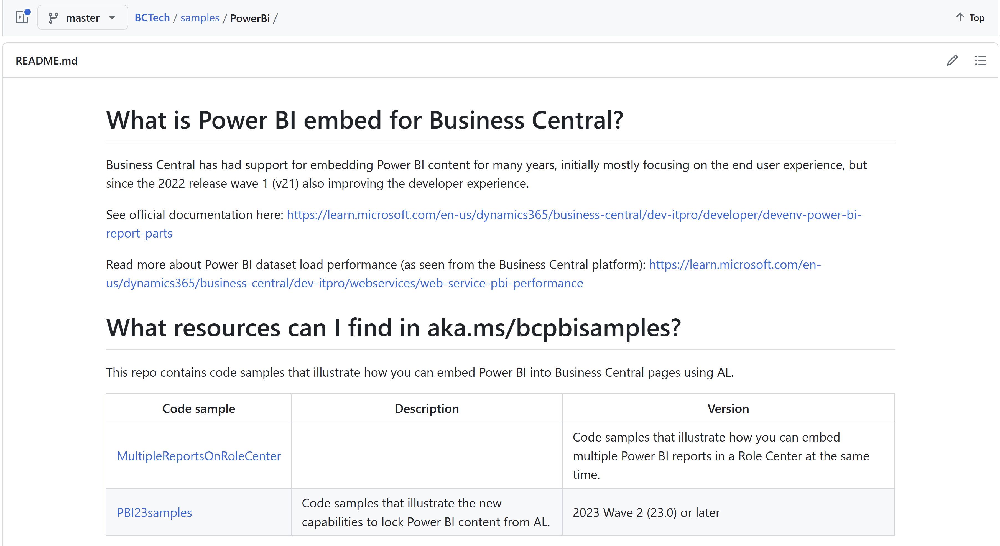 master
BCTech / samples / PowerBi /
Top
README.md
What is Power BI embed for Business Central?
Business Central has had support for embedding Power BI content for many years, initially mostly focusing on the end user experience, but
since the 2022 release wave 1 (v21) also improving the developer experience.
See official documentation here: https://learn.microsoft.com/en-us/dynamics365/business-central/dev-itpro/developer/devenv-power-bi-
report-parts
Read more about Power BI dataset load performance (as seen from the Business Central platform): https://learn.microsoft.com/en-
us/dynamics365/business-central/dev-itpro/webservices/web-service-pbi-performance
What resources can I find in aka.ms/bcpbisamples?
This repo contains code samples that illustrate how you can embed Power BI into Business Central pages using AL.
Code sample
Description
Version
MultipleReportsOnRoleCenter
Code samples that illustrate how you can embed
multiple Power BI reports in a Role Center at the same
time.
PBI23samples
Code samples that illustrate the new
capabilities to lock Power BI content from AL.
2023 Wave 2 (23.0) or later